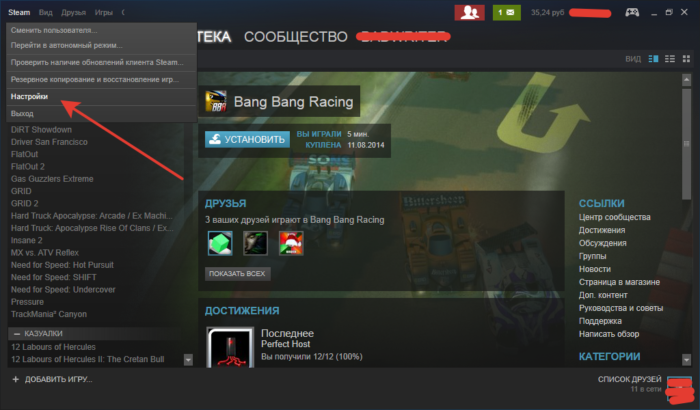 Steam Вид Друзья Игры
1
35,24 руб
Сменить пользователя...
Перейти в автономный режим...
Проверить наличие обновлений клиента Steam...
Резервное копирование и восстановление игр...
Настройки
Выход
ТЕКА СООБЩЕСТВО
ВИД
DiRT Showdown
Driver San Francisco
FlatOut
FlatOut 2
Gas Guzzlers Extreme
GRID
GRID 2
Hard Truck Apocalypse: Arcade / Ex Machi...
Hard Truck: Apocalypse Rise Of Clans / Ex...
Insane 2
MX vs. ATV Reflex
Need for Speed: Hot Pursuit
Need for Speed: SHIFT
Need for Speed: Undercover
Pressure
TrackMania² Canyon
— КАЗУАЛКИ
12 Labours of Hercules
12 Labours of Hercules II: The Cretan Bull
+ ДОБАВИТЬ ИГРУ...
Bang Bang Racing
УСТАНОВИТЬ
ВЫ ИГРАЛИ 5 мин.
КУПЛЕНА 11.08.2014
ДРУЗЬЯ
3 ваших друзей играют в Bang Bang Racing
ПОКАЗАТЬ ВСЕХ
ДОСТИЖЕНИЯ
Последнее
Perfect Host
Вы получили 12/12 (100%)
ССЫЛКИ
Центр сообщества
Достижения
Обсуждения
Группы
Новости
Страница в магазине
Доп. контент
Руководства и советы
Поддержка
Написать обзор
КАТЕГОРИИ
СПИСОК ДРУЗЕЙ
11 в сети